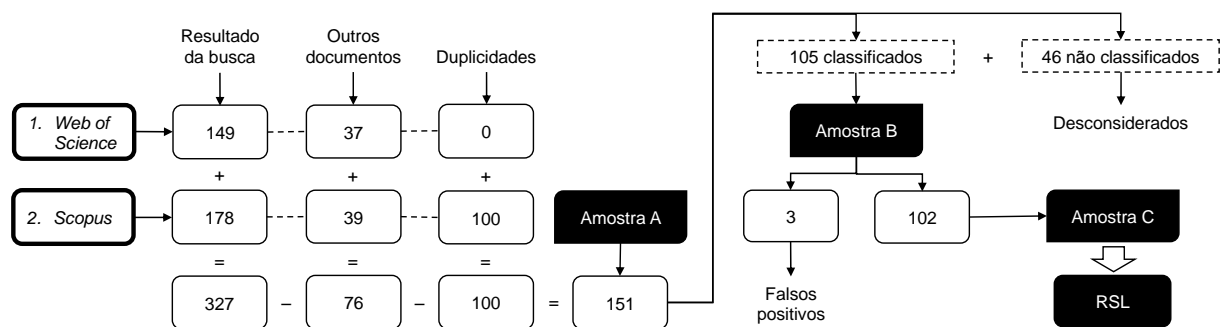 Resultado
da busca
Outros
documentos
Duplicidades
105 classificados
+
46 não classificados
1. Web of
Science
149
37
0
Amostra B
Desconsiderados
+
+
+
2. Scopus
178
39
100
Amostra A
3
102
Amostra C
=
=
=
327
–
76
–
100
=
151
Falsos
positivos
RSL